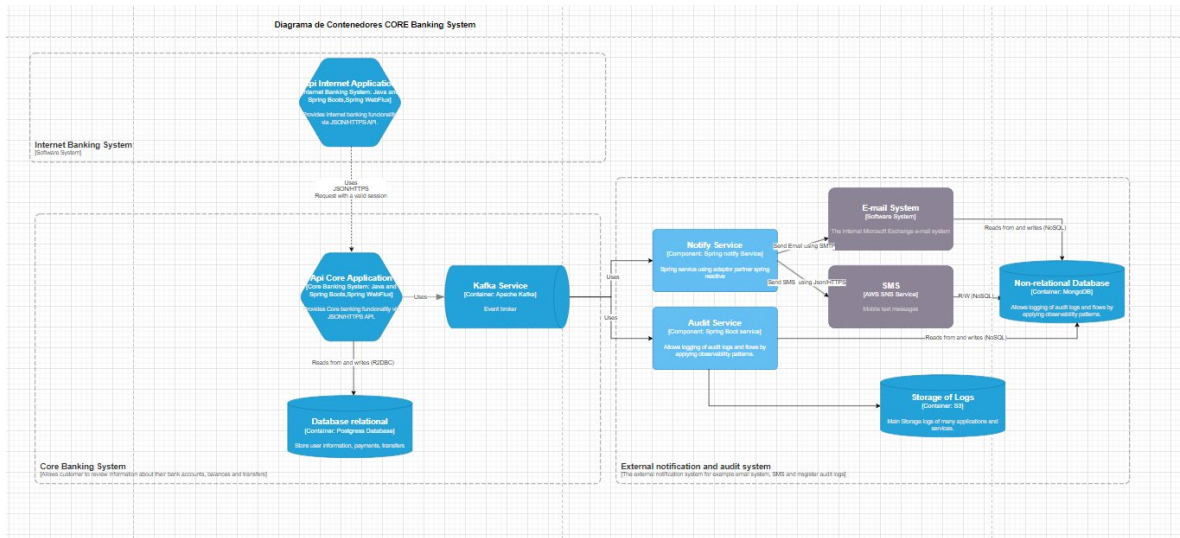 Diagrama de Contenedores CORE Banking System
pi Internet Application
Internet Banking System: Java and
Spring Boots,Spring WebFlus]
Provides internet banking funcionality
via JSON/HTTPS API.
Internet Banking System
[Software System]
Uses
JSON/HTTPS
Request with a valid session
Api Core Application
[Core Banking System: Java and
Spring Boots,Spring WebFlus]
Provides Core banking funcionality via
JSON/HTTPS API.
Uses
Kafka Service
[Container: Apache Kafka]
Event broker
Reads from and writes (R2DBC)
Database relational
[Container: Postgress Database]
Store user information, payments, transfers
Core Banking System
[Allows customer to review information about their bank accounts, balances and transfers]
Uses
Uses
Notify Service
[Component: Spring notify Service]
Spring service using adaptor partner spring
reactive
Send Email using SMTP
Send SMS using Json/HTTPS
E-mail System
[Software System]
The Internal Microsoft Exchange e-mail system
SMS
[AWS SNS Service]
Mobile text messages
Reads from and writes (NoSQL)
R/W (NoSQL)
Non-relational Database
[Container: MongoDB]
Allows logging of audit logs and flows by
applying observability patterns.
Audit Service
[Component: Spring Boot service]
Allows logging of audit logs and flows by
applying observability patterns.
Reads from and writes (NoSQL)
Storage of Logs
[Container: S3]
Main Storage logs of many applications and
services.
External notification and audit system
[The external notification system for example email system, SMS and register audit logs]